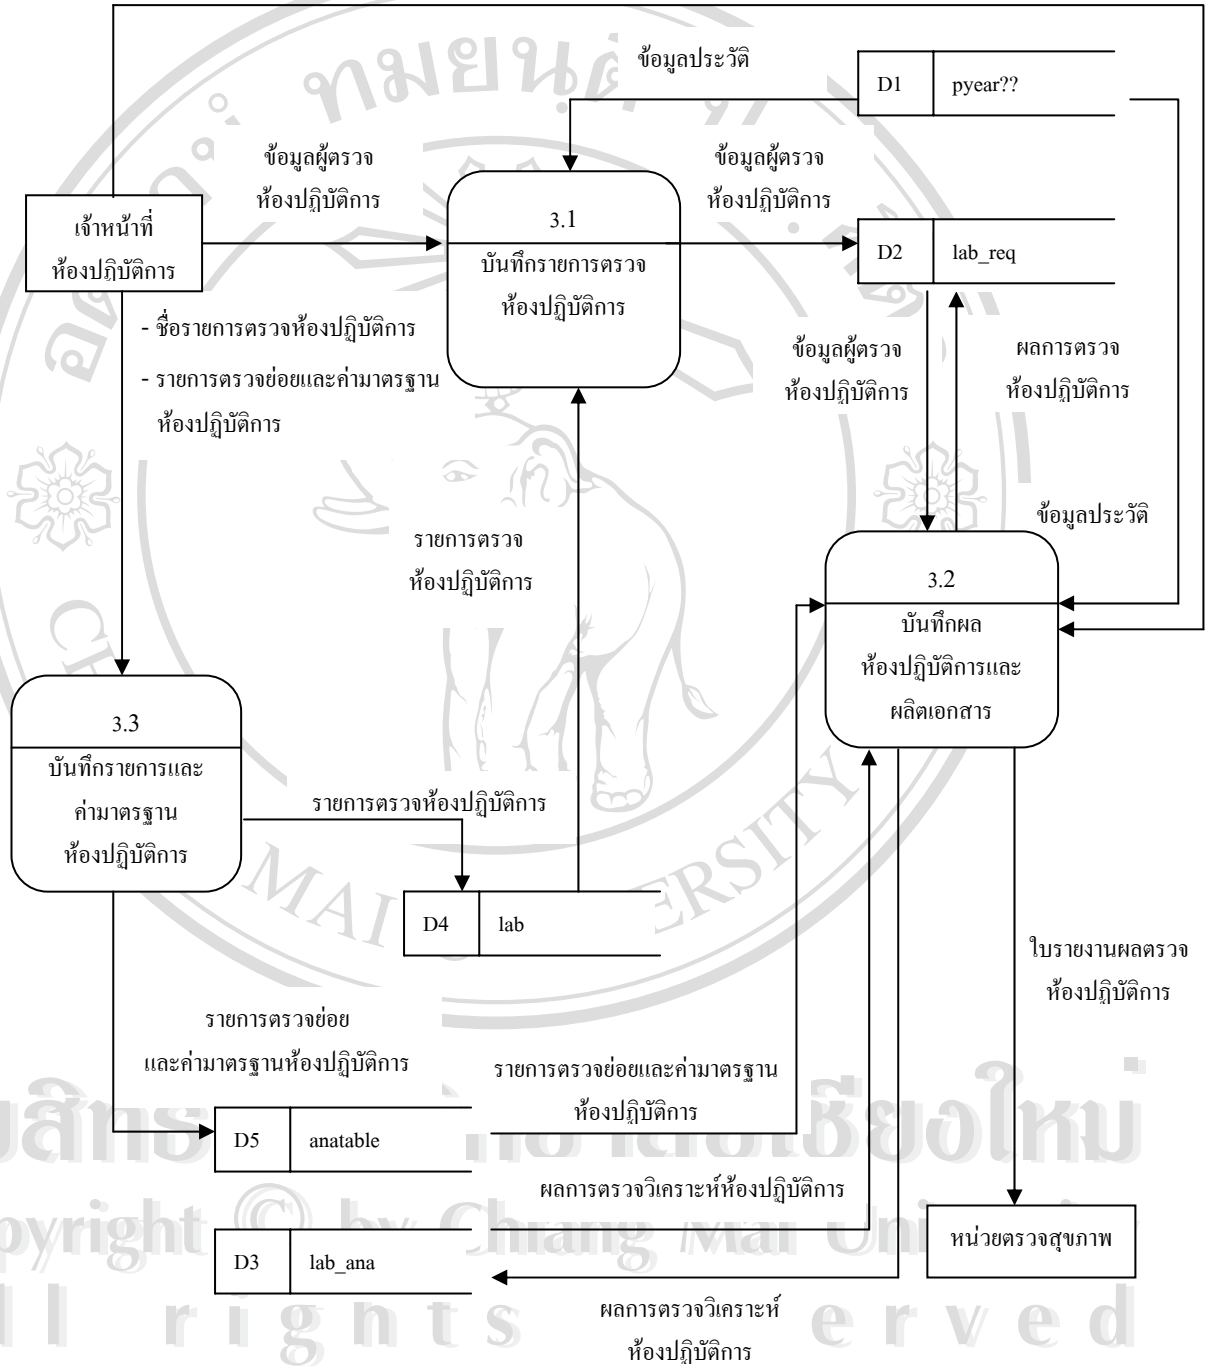 ข้อมูลประวัติ
D1 pyear??
ข้อมูลผู้ตรวจ
ห้องปฏิบัติการ
ข้อมูลผู้ตรวจ
ห้องปฏิบัติการ
เจ้าหน้าที่
ห้องปฏิบัติการ
3.1
บันทึกรายการตรวจ
ห้องปฏิบัติการ
D2 lab_req
- ชื่อรายการตรวจห้องปฏิบัติการ
- รายการตรวจย่อยและค่ามาตรฐาน
ห้องปฏิบัติการ
ข้อมูลผู้ตรวจ
ห้องปฏิบัติการ
ผลการตรวจ
ห้องปฏิบัติการ
ข้อมูลประวัติ
รายการตรวจ
ห้องปฏิบัติการ
3.2
บันทึกผล
ห้องปฏิบัติการและ
ผลิตเอกสาร
3.3
บันทึกรายการและ
ค่ามาตรฐาน
ห้องปฏิบัติการ
รายการตรวจห้องปฏิบัติการ
D4 lab
ใบรายงานผลตรวจ
ห้องปฏิบัติการ
รายการตรวจย่อย
และค่ามาตรฐานห้องปฏิบัติการ
รายการตรวจย่อยและค่ามาตรฐาน
ห้องปฏิบัติการ
D5 anatable
ผลการตรวจวิเคราะห์ห้องปฏิบัติการ
D3 lab_ana
หน่วยตรวจสุขภาพ
ผลการตรวจวิเคราะห์
ห้องปฏิบัติการ